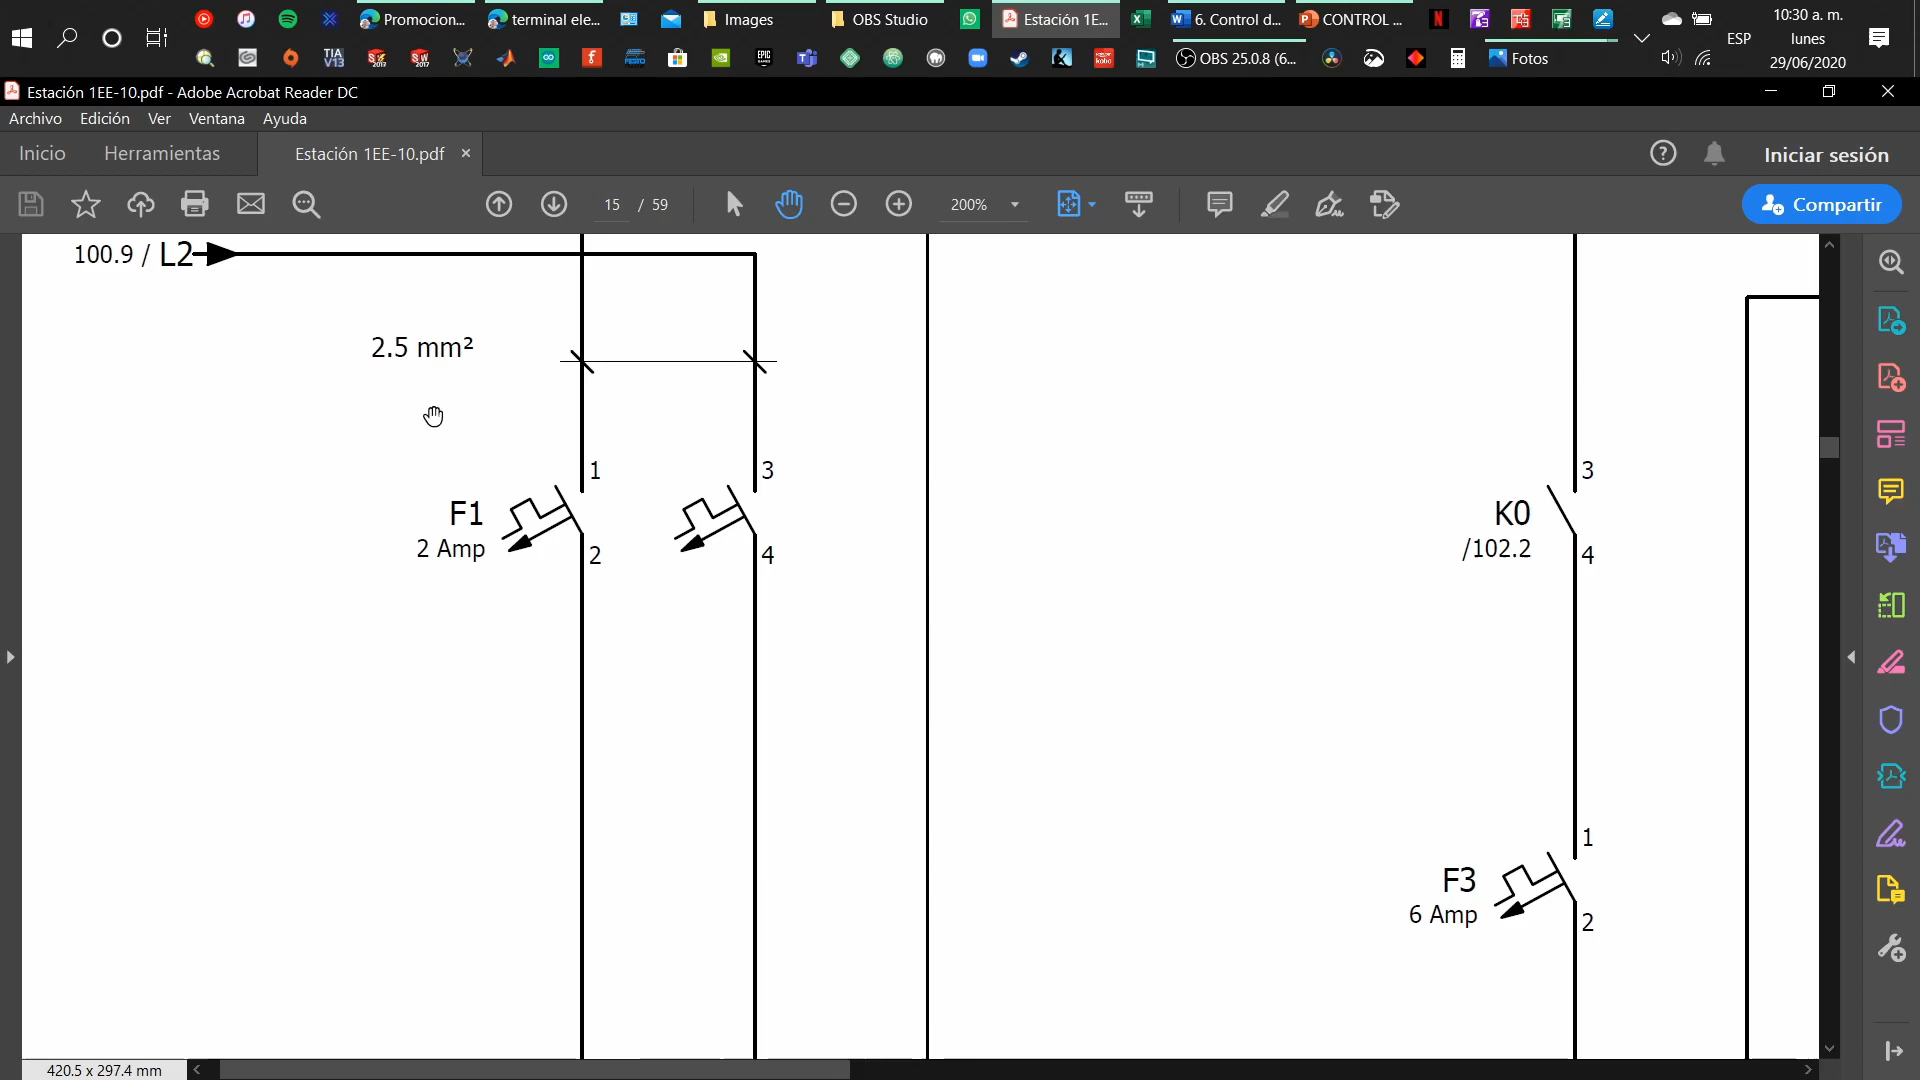 Promocion...
terminal ele...
Images
OBS Studio
Estación 1E...
6. Control d...
CONTROL ...
TIA V13
OBS 25.0.8 (6...
Fotos
ESP
10:30 a. m.
lunes
29/06/2020
Estación 1EE-10.pdf - Adobe Acrobat Reader DC
Archivo Edición Ver Ventana Ayuda
Inicio Herramientas Estación 1EE-10.pdf Iniciar sesión
15 / 59 200% Compartir
100.9 / L2
2.5 mm²
1
3
3
F1
K0
2 Amp
/102.2
2
4
4
1
F3
6 Amp
2
420.5 x 297.4 mm